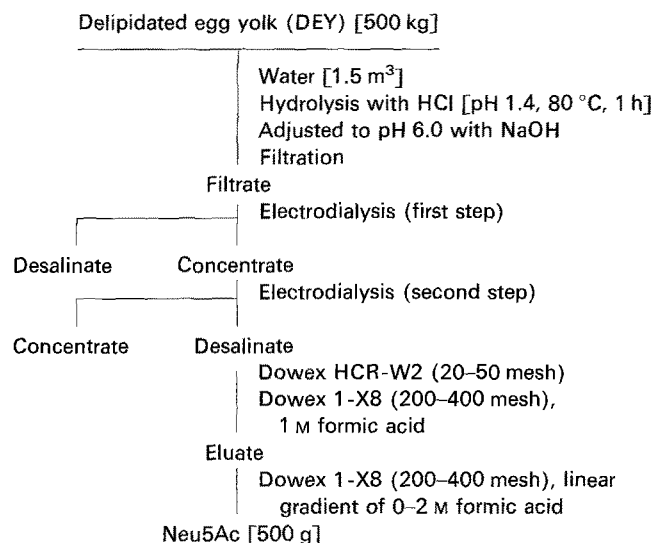 Delipidated egg yolk (DEY) [500 kg]
Water [1.5 m³]
Hydrolysis with HCl [pH 1.4, 80 °C, 1 h]
Adjusted to pH 6.0 with NaOH
Filtration
Filtrate
Electrodialysis (first step)
Desalinate Concentrate
Electrodialysis (second step)
Concentrate Desalinate
Dowex HCR-W2 (20–50 mesh)
Dowex 1-X8 (200–400 mesh),
1 M formic acid
Eluate
Dowex 1-X8 (200–400 mesh), linear
gradient of 0–2 M formic acid
Neu5Ac [500 g]